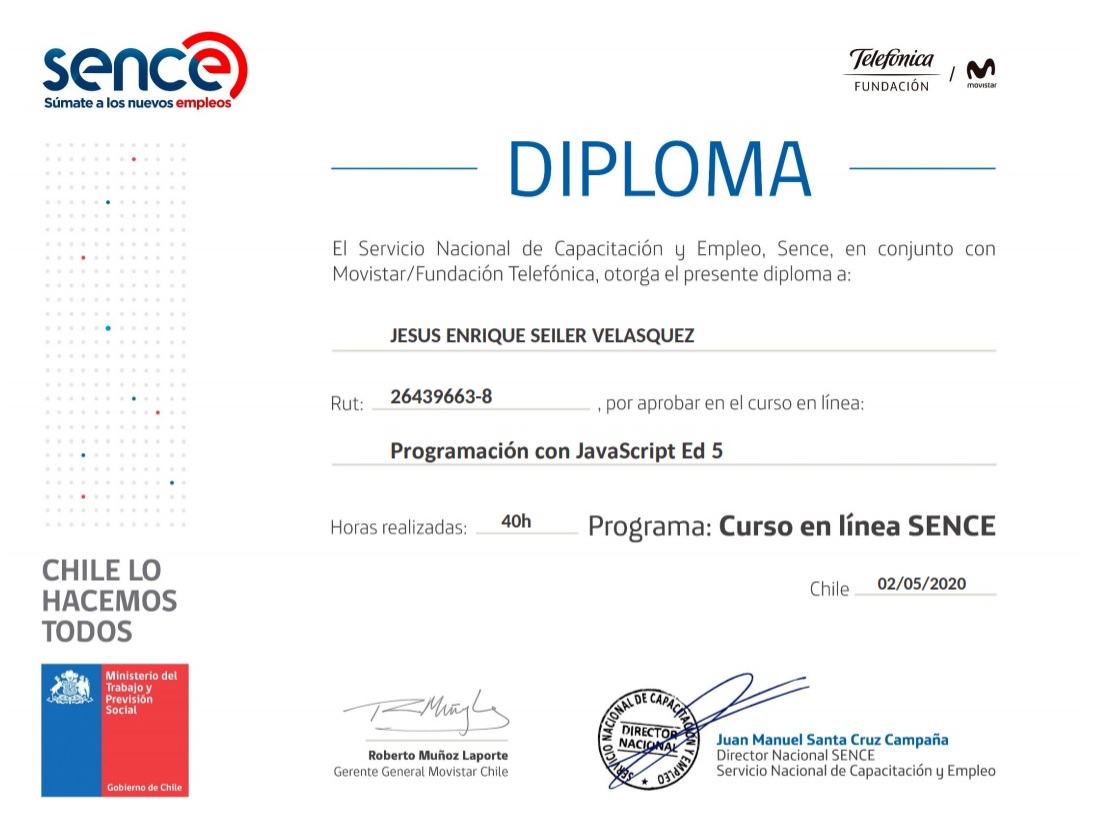 sence
Súmate a los nuevos empleos
Telefónica
FUNDACIÓN
/
movistar
DIPLOMA
El Servicio Nacional de Capacitación y Empleo, Sence, en conjunto con
Movistar/Fundación Telefónica, otorga el presente diploma a:
JESUS ENRIQUE SEILER VELASQUEZ
Rut: 26439663-8 , por aprobar en el curso en línea:
Programación con JavaScript Ed 5
Horas realizadas: 40h Programa: Curso en línea SENCE
Chile 02/05/2020
CHILE LO
HACEMOS
TODOS
Ministerio del
Trabajo y
Previsión
Social
Gobierno de Chile
Roberto Muñoz Laporte
Gerente General Movistar Chile
SERVICIO NACIONAL DE CAPACITACIÓN Y EMPLEO
DIRECTOR
NACIONAL
Juan Manuel Santa Cruz Campaña
Director Nacional SENCE
Servicio Nacional de Capacitación y Empleo